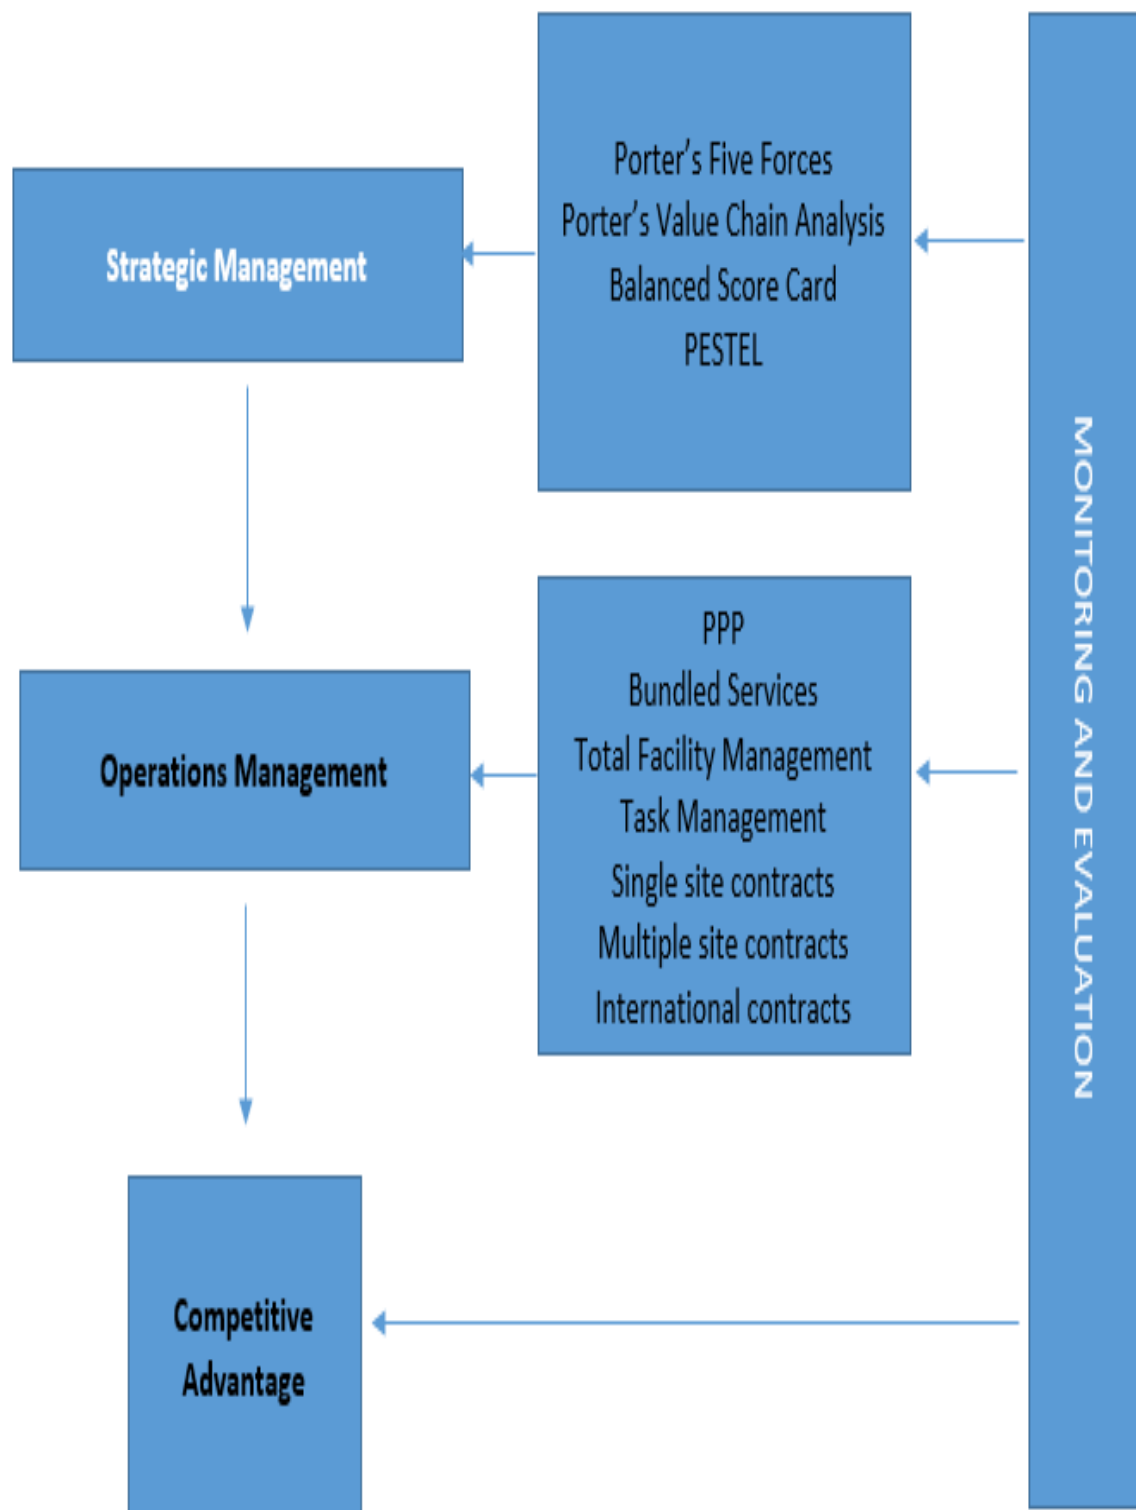 Porter’s Five Forces
Porter’s Value Chain Analysis
Balanced Score Card
PESTEL
Strategic Management
PPP
Bundled Services
Total Facility Management
Task Management
Single site contracts
Multiple site contracts
International contracts
Operations Management
Competitive
Advantage
MONITORING AND EVALUATION